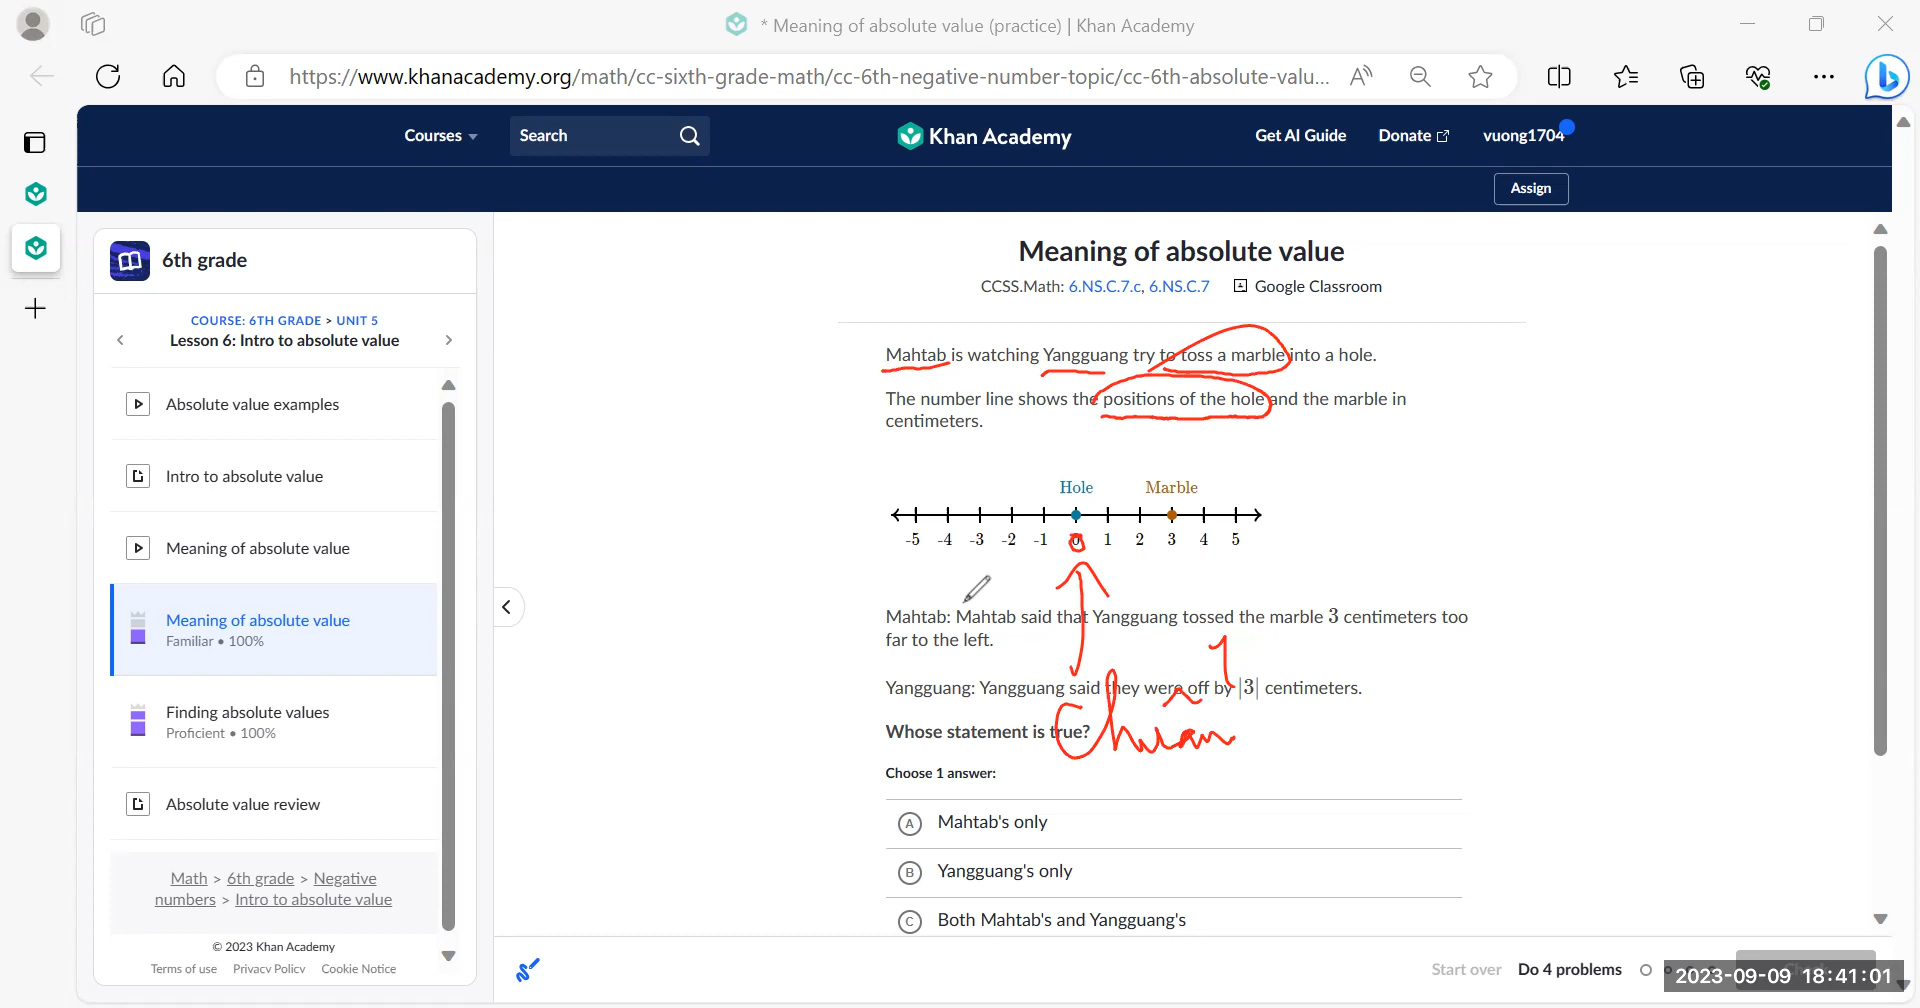 * Meaning of absolute value (practice) | Khan Academy
https://www.khanacademy.org/math/cc-sixth-grade-math/cc-6th-negative-number-topic/cc-6th-absolute-valu...
Courses
Search
Khan Academy
Get AI Guide
Donate
vuong1704
Assign
6th grade
COURSE: 6TH GRADE > UNIT 5
Lesson 6: Intro to absolute value
Absolute value examples
Intro to absolute value
Meaning of absolute value
Meaning of absolute value
Familiar • 100%
Finding absolute values
Proficient • 100%
Absolute value review
Math > 6th grade > Negative
numbers > Intro to absolute value
© 2023 Khan Academy
Terms of use Privacy Policy Cookie Notice
Meaning of absolute value
CCSS.Math: 6.NS.C.7.c, 6.NS.C.7 Google Classroom
Mahtab is watching Yangguang try to toss a marble into a hole.
The number line shows the positions of the hole and the marble in
centimeters.
Hole Marble
-5 -4 -3 -2 -1 0 1 2 3 4 5
Mahtab: Mahtab said that Yangguang tossed the marble 3 centimeters too
far to the left.
Yangguang: Yangguang said they were off by |3| centimeters.
Whose statement is true?
Chuẩn
Choose 1 answer:
A Mahtab's only
B Yangguang's only
C Both Mahtab's and Yangguang's
Start over Do 4 problems
2023-09-09 18:41:01